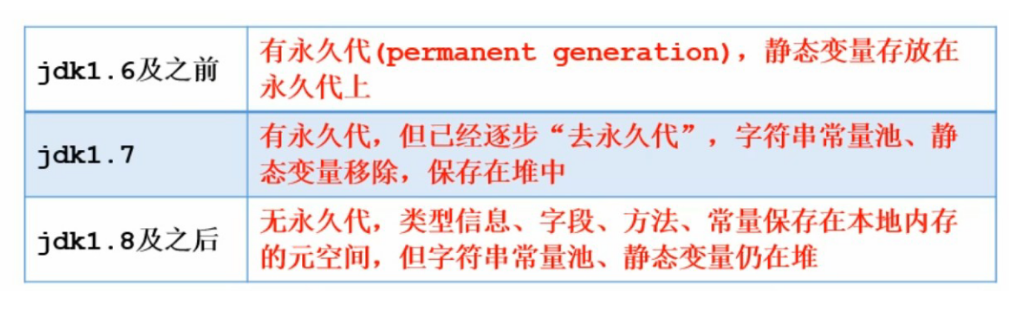 jdk1.6及之前
有永久代(permanent generation)，静态变量存放在
永久代上
jdk1.7
有永久代，但已经逐步“去永久代”，字符串常量池、静
态变量移除，保存在堆中
jdk1.8及之后
无永久代，类型信息、字段、方法、常量保存在本地内存
的元空间，但字符串常量池、静态变量仍在堆